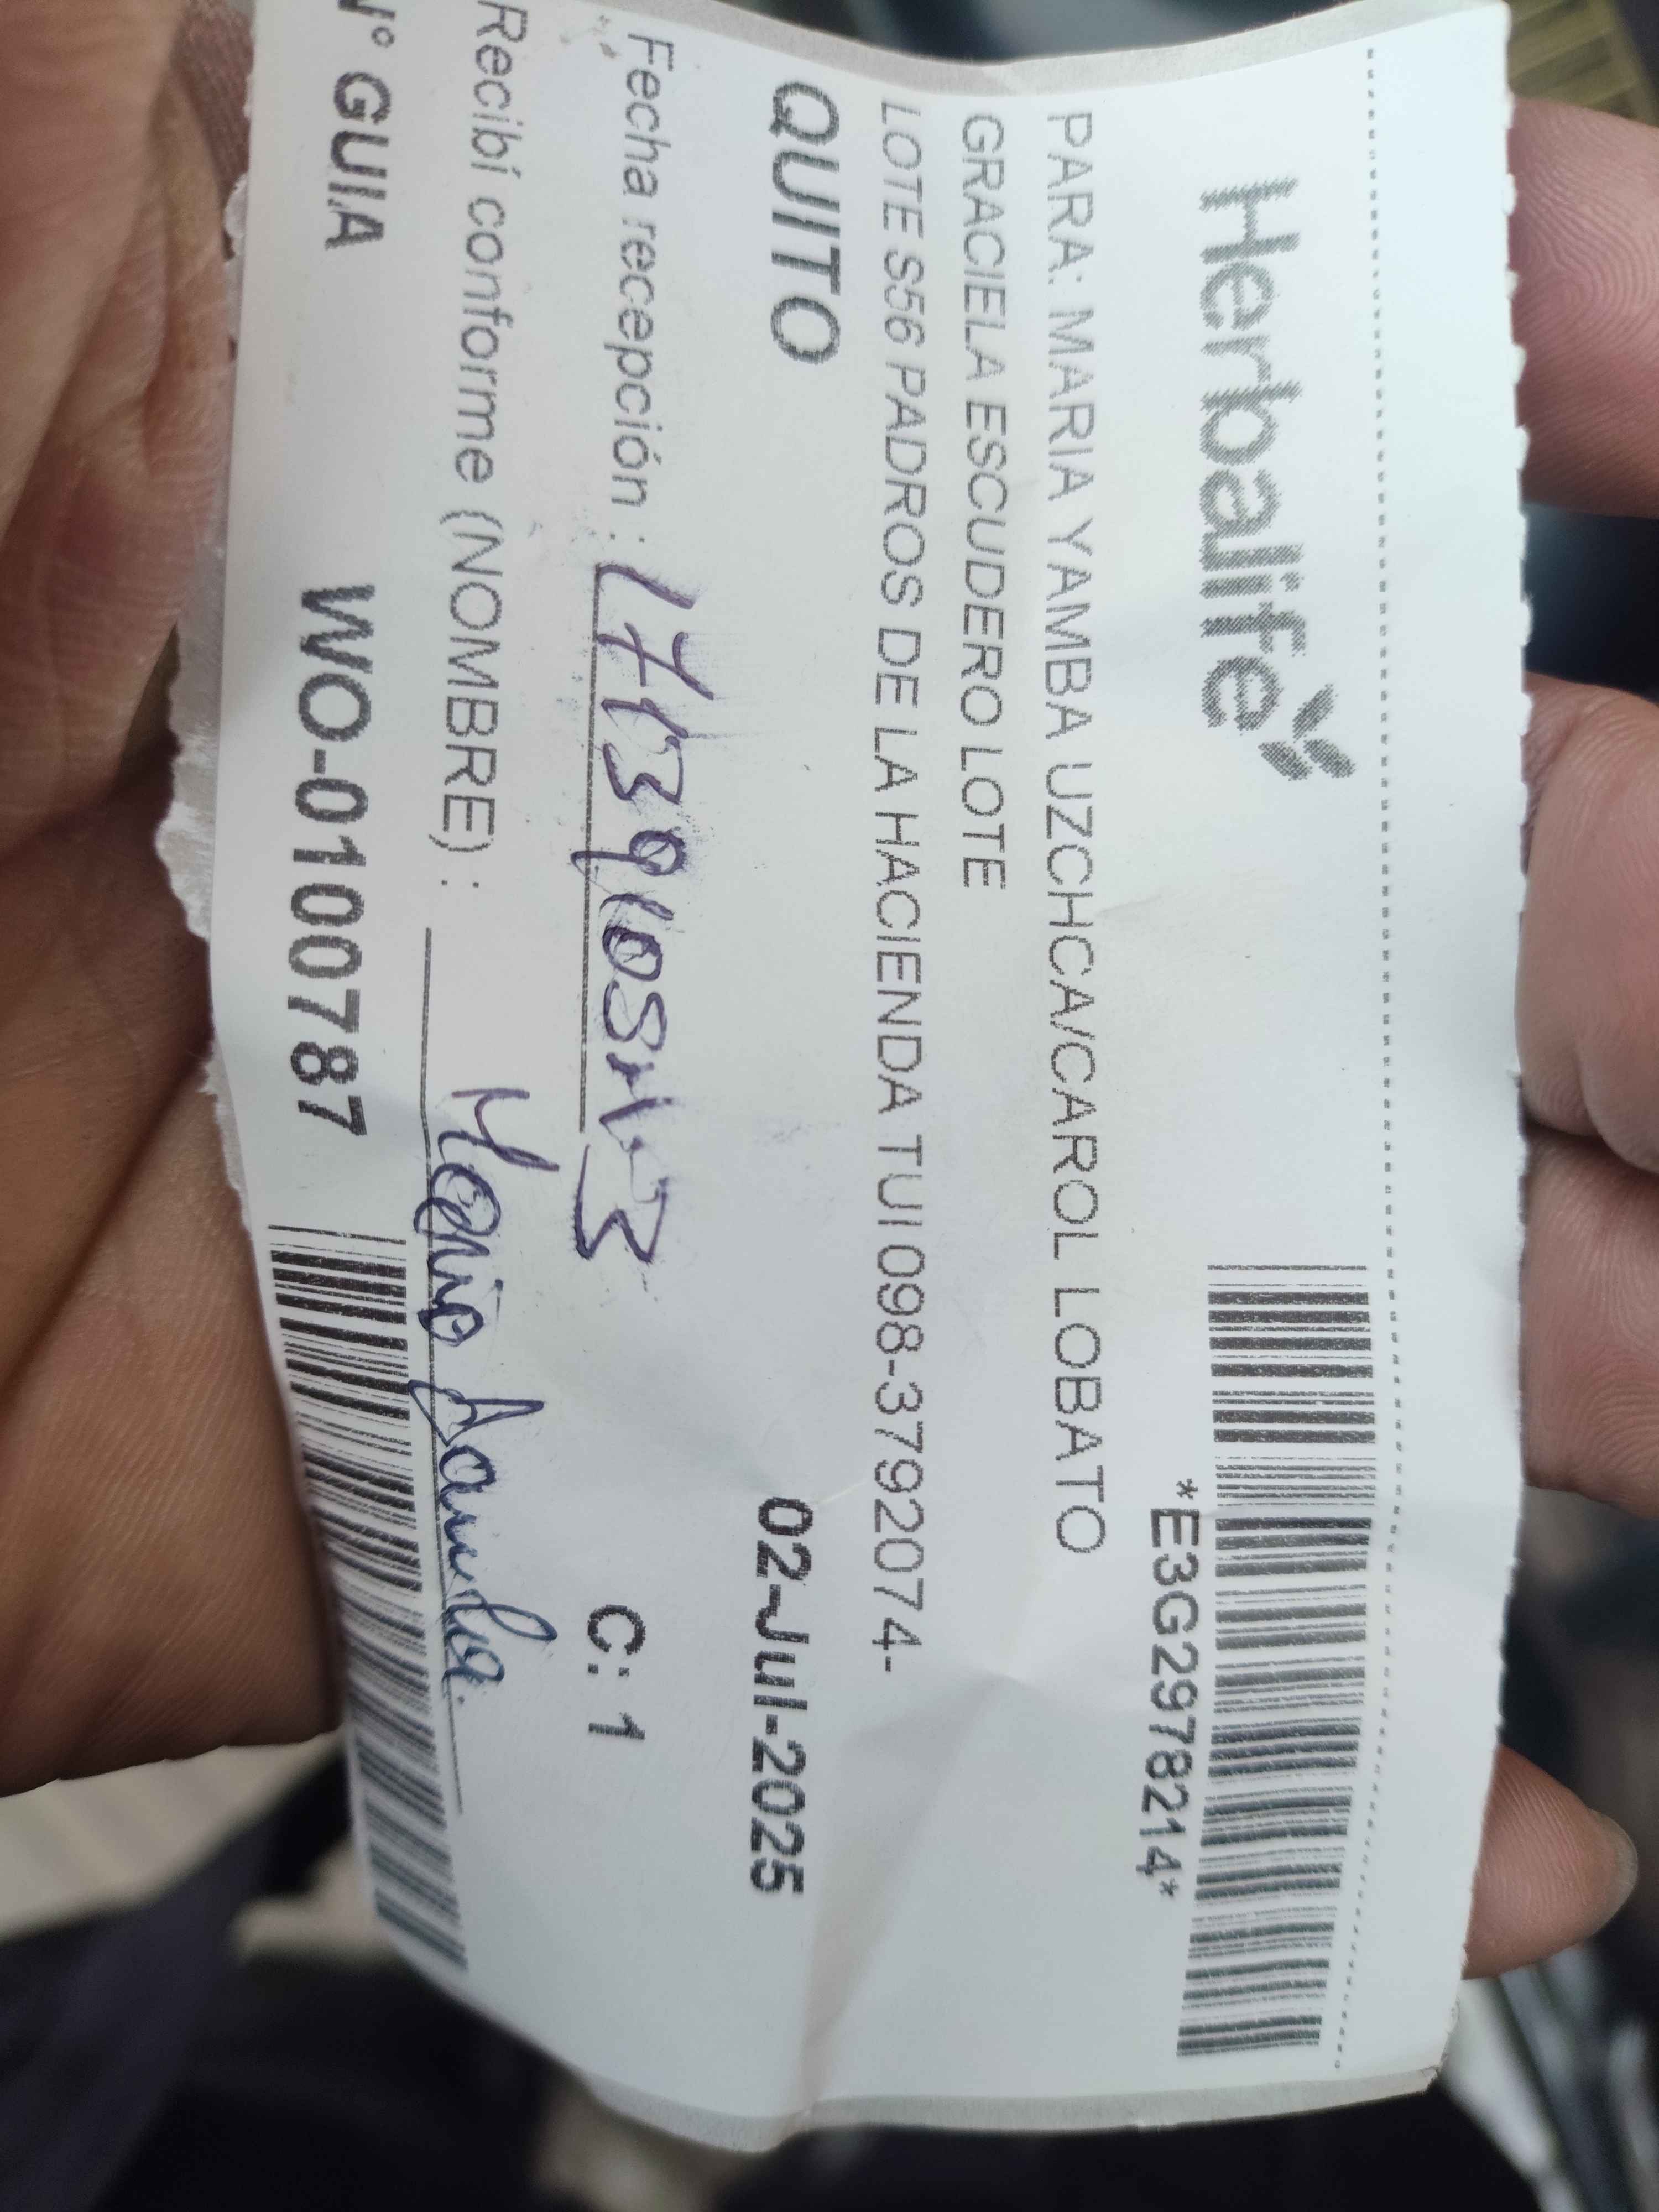 Herbalife
*E3G2978214*
PARA: MARIA YAMBA UZCHCA/CAROL LOBATO
GRACIELA ESCUDERO LOTE
LOTE S56 PADROS DE LA HACIENDA TUI 098-3792074-
QUITO 02-Jul-2025
Fecha recepción : C: 1
Recibí conforme (NOMBRE) :
N° GUIA WO-0100787